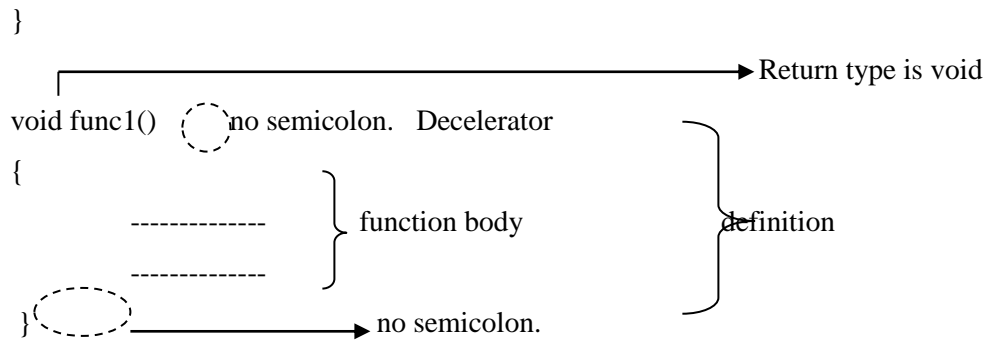 }
Return type is void
void func1() no semicolon. Decelerator
{
--------------- function body definition
---------------
} no semicolon.